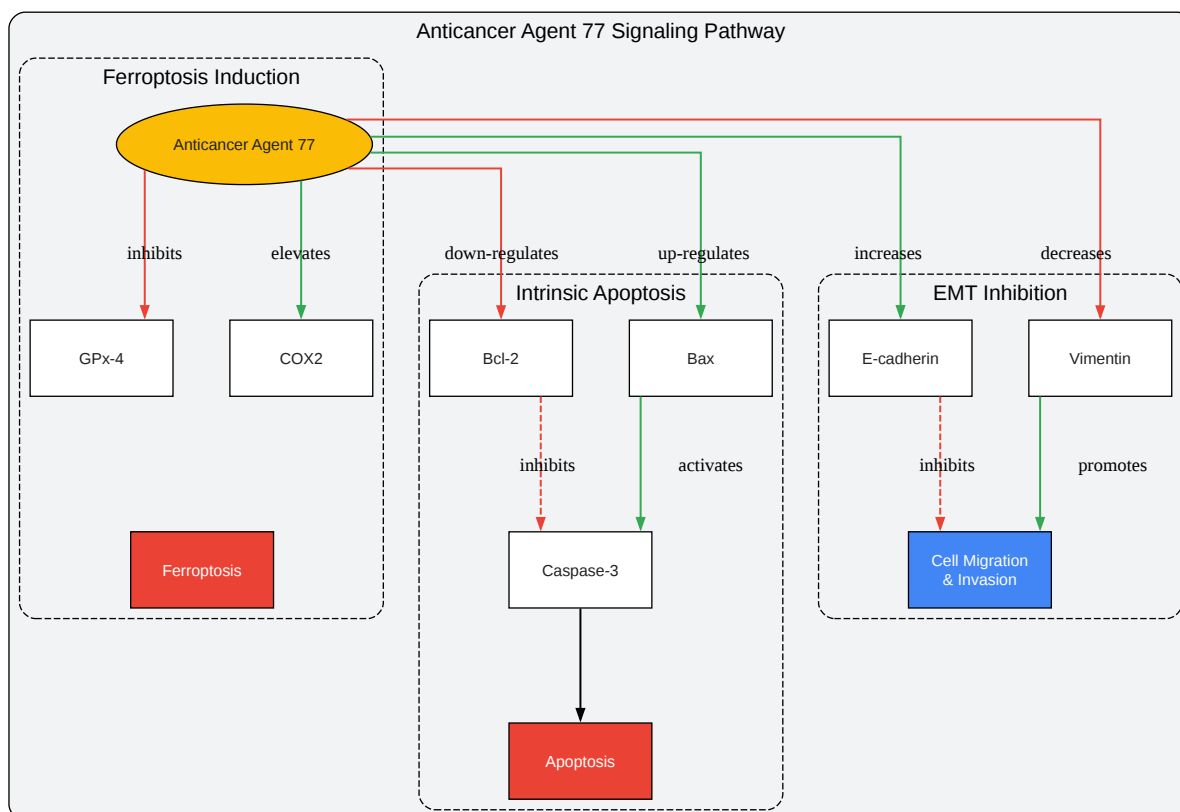 Anticancer Agent 77 Signaling Pathway
Ferroptosis Induction
Anticancer Agent 77
inhibits
elevates
down-regulates
up-regulates
increases
decreases
Intrinsic Apoptosis
EMT Inhibition
GPx-4
COX2
Bcl-2
Bax
E-cadherin
Vimentin
inhibits
activates
inhibits
promotes
Ferroptosis
Caspase-3
Cell Migration
& Invasion
Apoptosis